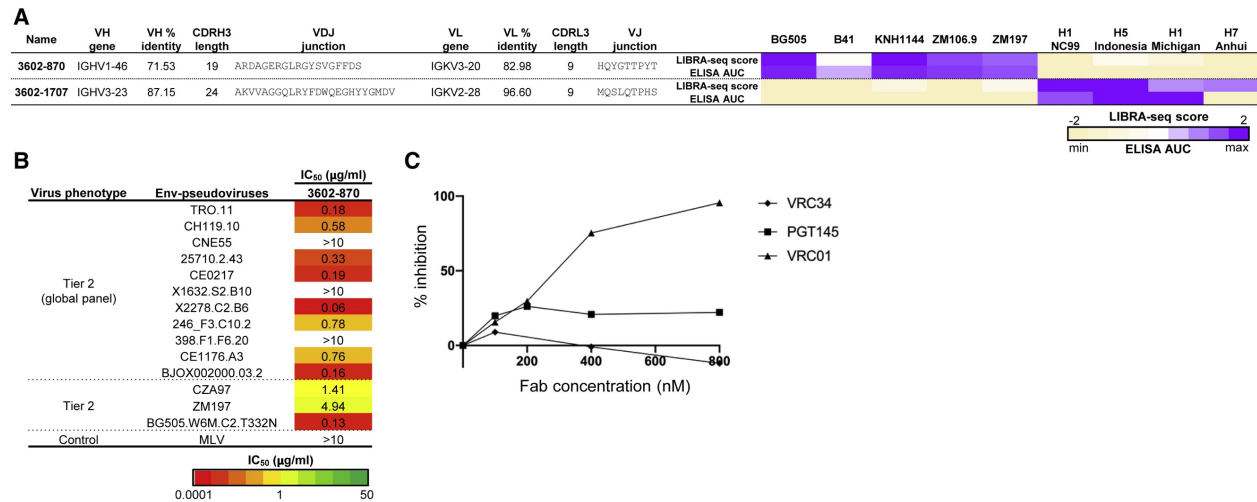 A
Name VH gene VH % identity CDRH3 length VDJ junction VL gene VL % identity CDRL3 length VJ junction BG505 B41 KNH1144 ZM106.9 ZM197 H1 NC99 H5 Indonesia H1 Michigan H7 Anhui
3602-870 IGHV1-46 71.53 19 ARDAGERGLRGYSVGFFDS IGKV3-20 82.98 9 HQYGTTPYT LIBRA-seq score
ELISA AUC
3602-1707 IGHV3-23 87.15 24 AKVVAGGQLRYFDWQEGHYYGMDV IGKV2-28 96.60 9 MQSLQTPHS LIBRA-seq score
ELISA AUC
-2 LIBRA-seq score 2
min ELISA AUC max
B
IC50 (µg/ml)
Virus phenotype Env-pseudoviruses 3602-870
TRO.11 0.18
CH119.10 0.58
CNE55 >10
25710.2.43 0.33
Tier 2 (global panel) CE0217 0.19
X1632.S2.B10 >10
X2278.C2.B6 0.06
246_F3.C10.2 0.78
398.F1.F6.20 >10
CE1176.A3 0.76
BJOX002000.03.2 0.16
CZA97 1.41
Tier 2 ZM197 4.94
BG505.W6M.C2.T332N 0.13
Control MLV >10
IC50 (µg/ml)
0.0001 1 50
C
100
50
0
% inhibition
200 400 600 800
Fab concentration (nM)
VRC34
PGT145
VRC01